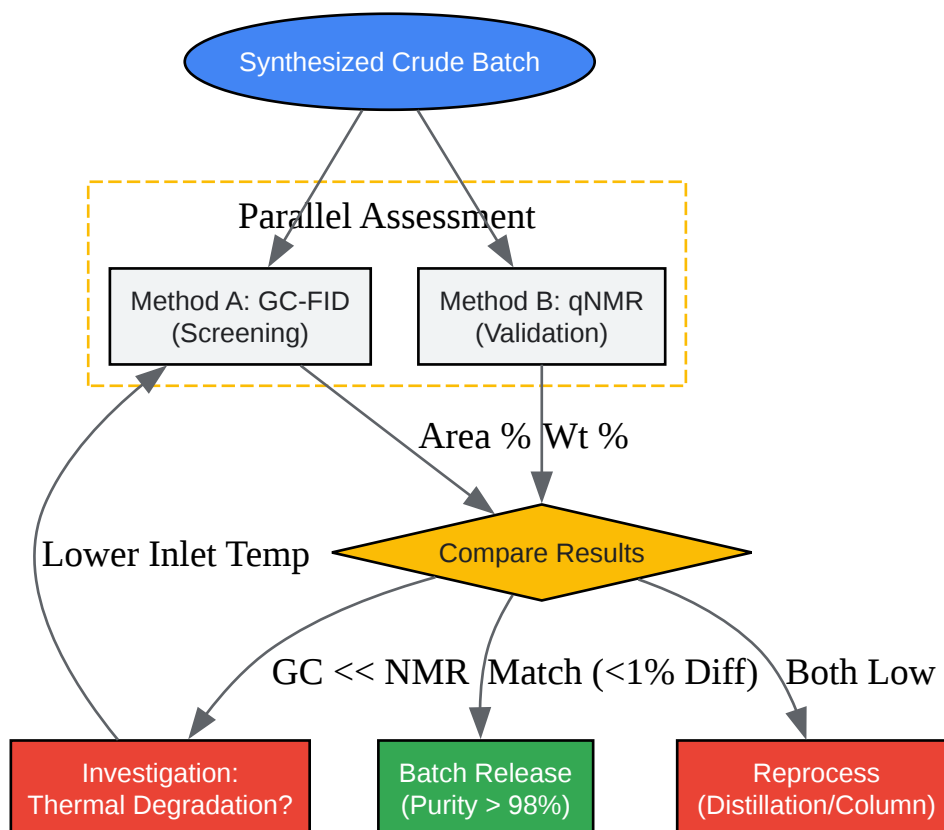 Synthesized Crude Batch
Parallel Assessment
Method A: GC-FID
(Screening)
Method B: qNMR
(Validation)
Area %
Wt %
Compare Results
Lower Inlet Temp
GC << NMR
Match (<1% Diff)
Both Low
Investigation:
Thermal Degradation?
Batch Release
(Purity > 98%)
Reprocess
(Distillation/Column)